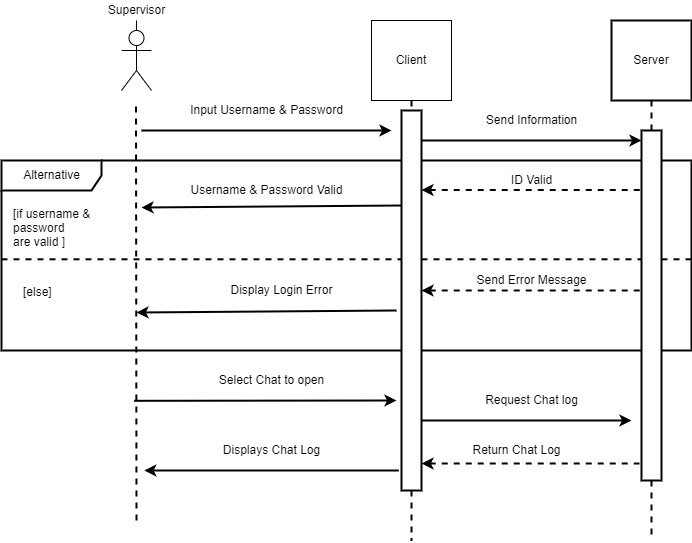 Supervisor
Client
Server
Input Username & Password
Send Information
Alternative
ID Valid
Username & Password Valid
[if username &
password
are valid ]
Send Error Message
[else]
Display Login Error
Select Chat to open
Request Chat log
Displays Chat Log
Return Chat Log